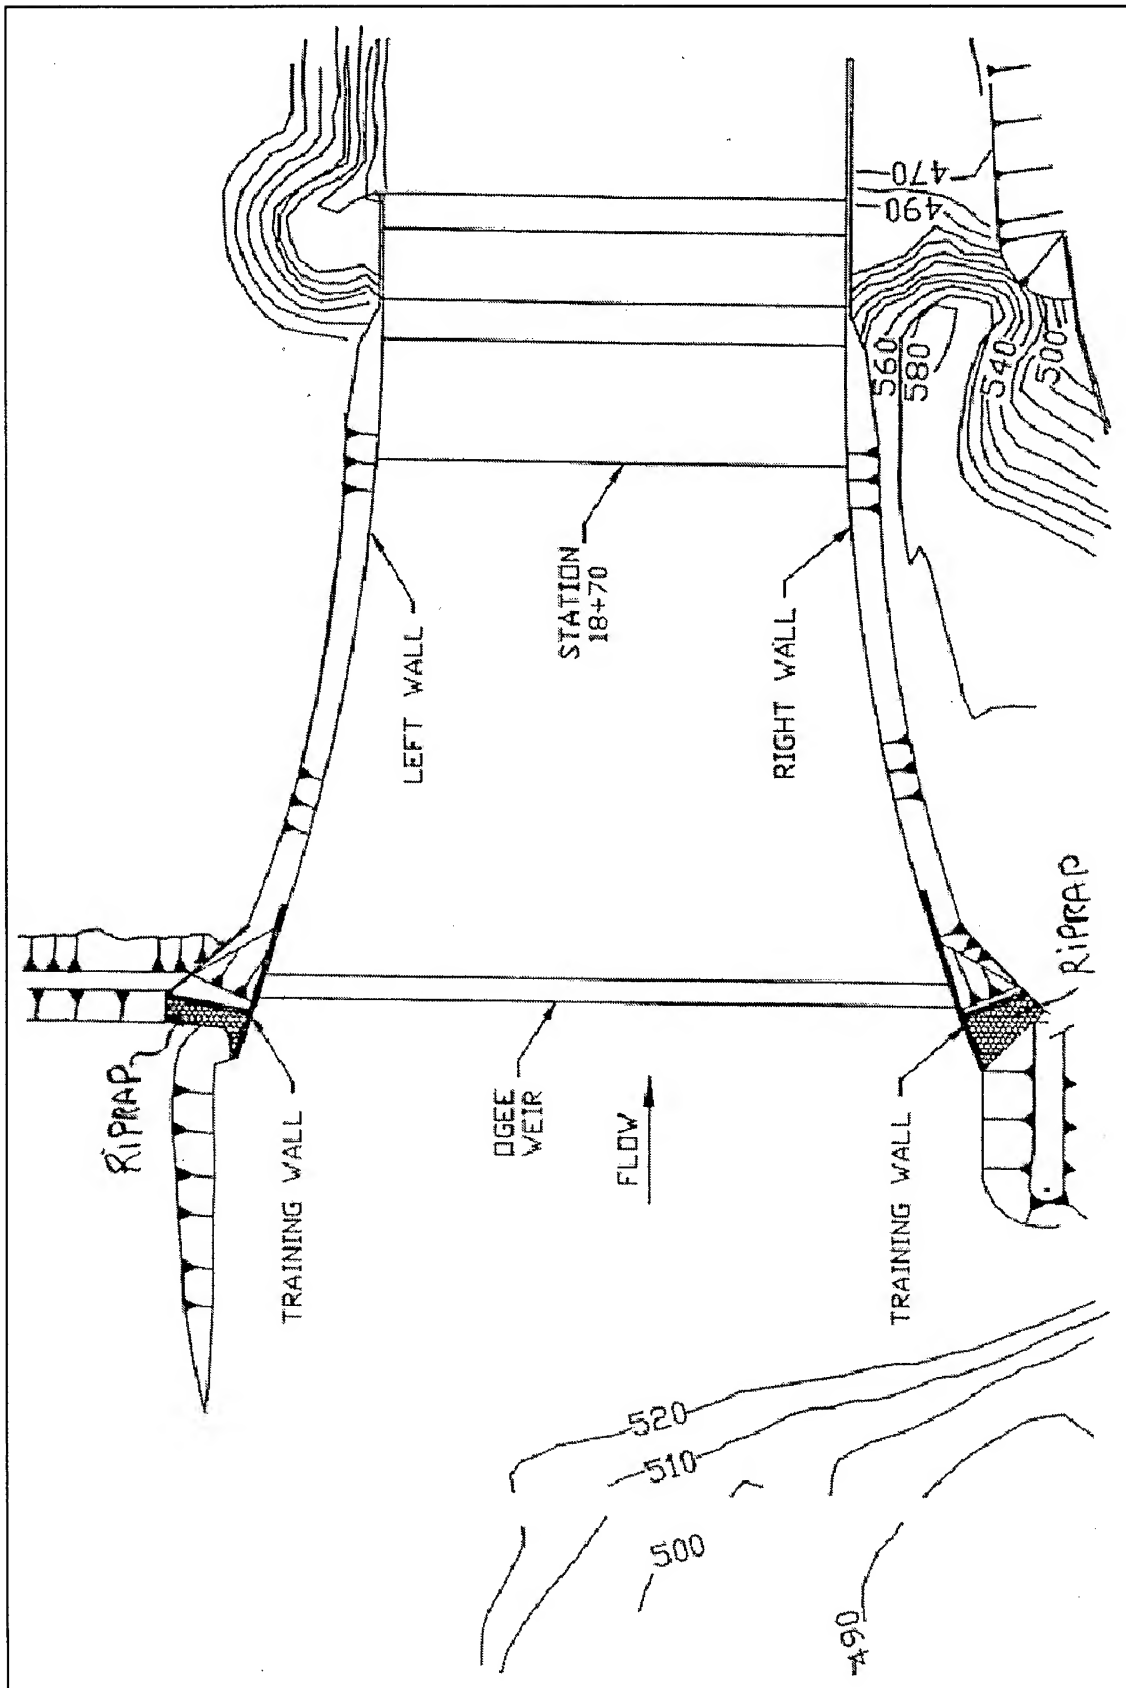 470
490
560
580
540
500
STATION
18+70
LEFT WALL
RIGHT WALL
RiPRAP
RiPRAP
OGEE
WEIR
FLOW
TRAINING WALL
TRAINING WALL
520
510
500
490